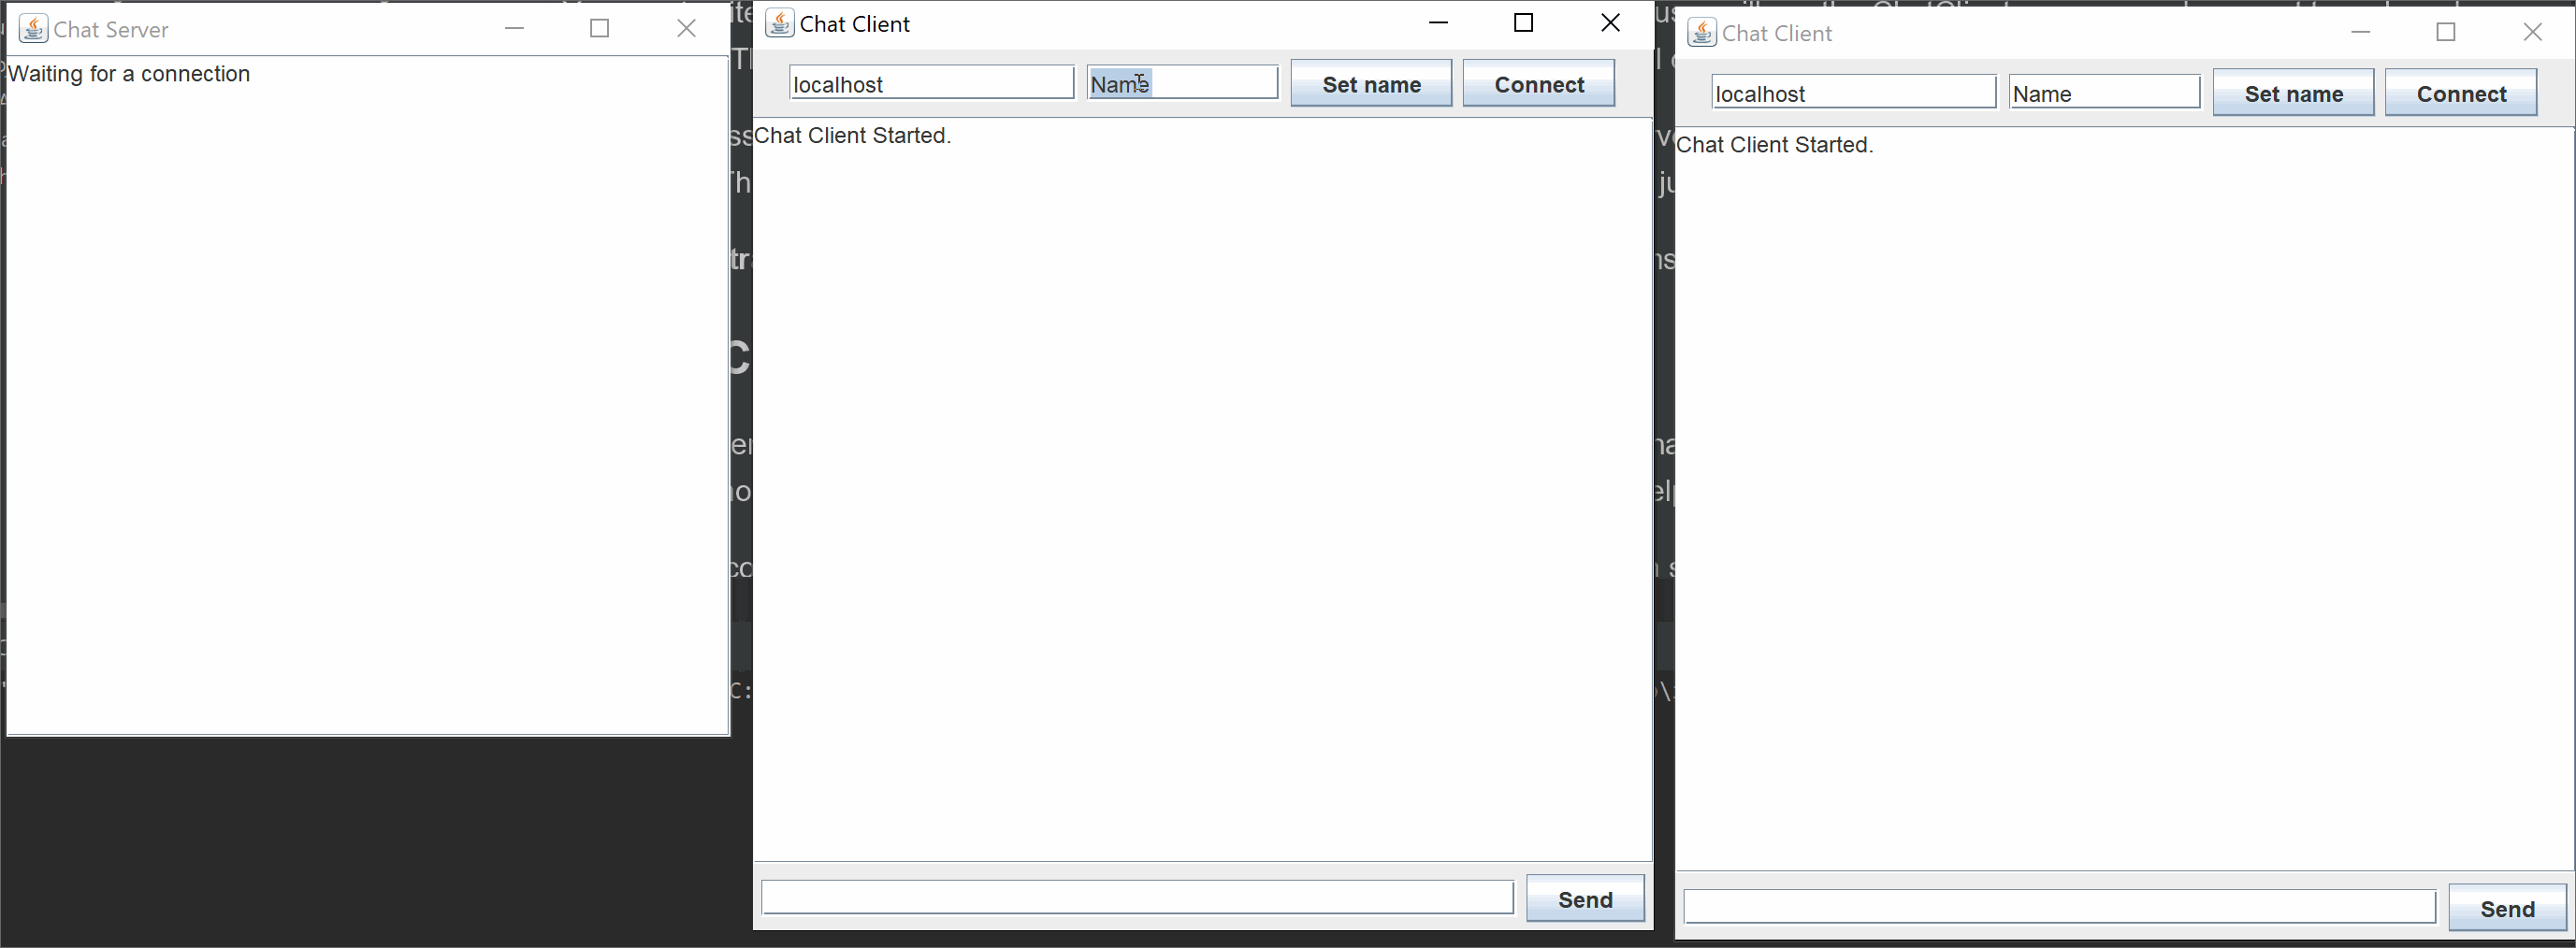 Chat Server
Waiting for a connection
Chat Client
localhost
Name
Set name
Connect
Chat Client Started.
Send
Chat Client
localhost
Name
Set name
Connect
Chat Client Started.
Send